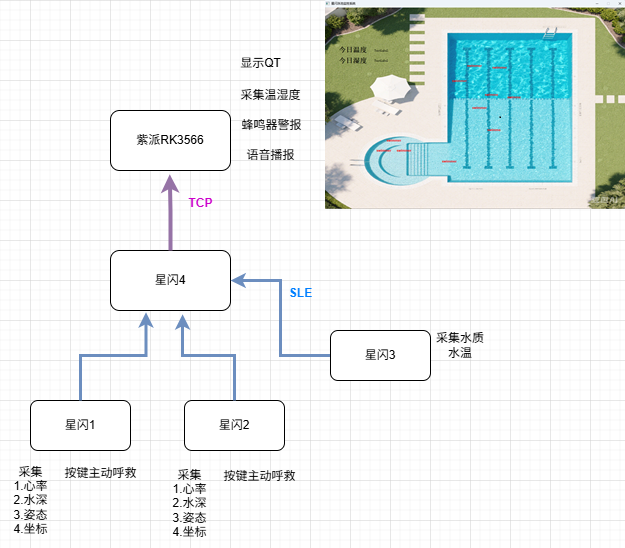 显示QT
采集温湿度
蜂鸣器警报
语音播报
紫派RK3566
今日温度
今日湿度
TCP
星闪4
SLE
星闪3
采集水质
水温
星闪1
星闪2
采集
1.心率
2.水深
3.姿态
4.坐标
按键主动呼救
采集
1.心率
2.水深
3.姿态
4.坐标
按键主动呼救